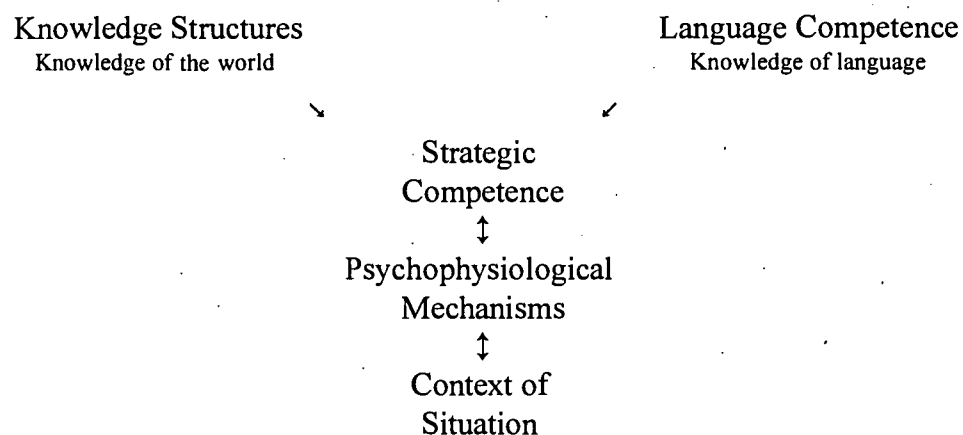 Knowledge Structures
Knowledge of the world
Language Competence
Knowledge of language
Strategic
Competence
Psychophysiological
Mechanisms
Context of
Situation